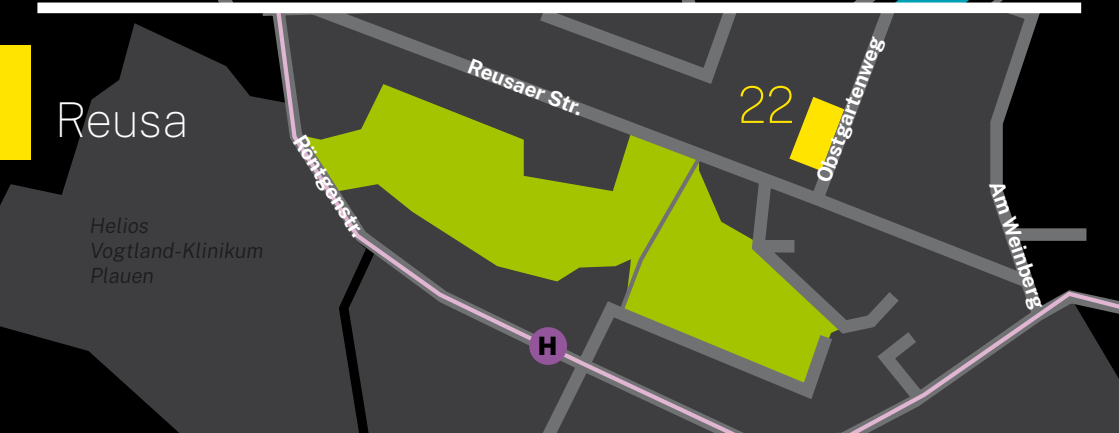 Reusaer Str.
22
Obstgartenweg
Reusa
Röntgenstr.
Am Weinberg
Helios
Vogtland-Klinikum
Plauen
H